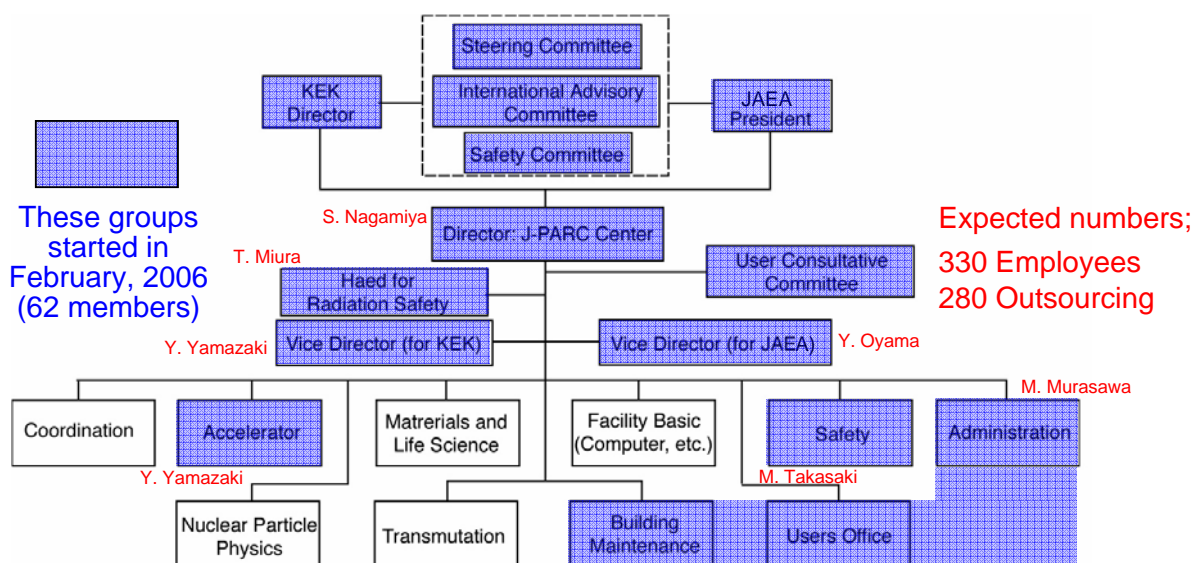 Steering Committee
KEK
Director
International Advisory
Committee
JAEA
President
Safety Committee
These groups
started in
February, 2006
(62 members)
S. Nagamiya
Director: J-PARC Center
Expected numbers;
330 Employees
280 Outsourcing
T. Miura
Haed for
Radiation Safety
User Consultative
Committee
Y. Yamazaki
Vice Director (for KEK)
Vice Director (for JAEA)
Y. Oyama
M. Murasawa
Coordination
Accelerator
Matrerials and
Life Science
Facility Basic
(Computer, etc.)
Safety
Administration
Y. Yamazaki
M. Takasaki
Nuclear Particle
Physics
Transmutation
Building
Maintenance
Users Office